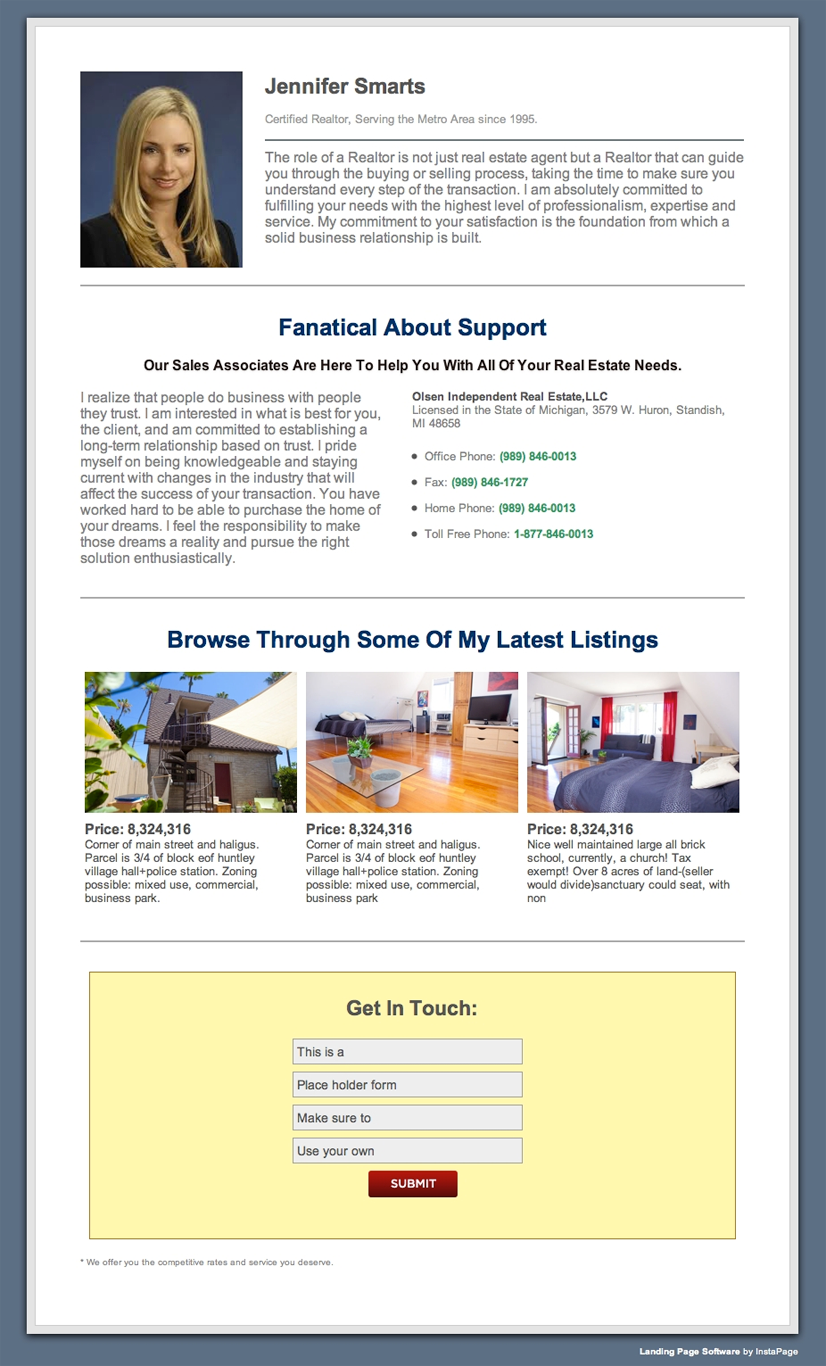 Jennifer Smarts
Certified Realtor, Serving the Metro Area since 1995.
The role of a Realtor is not just real estate agent but a Realtor that can guide
you through the buying or selling process, taking the time to make sure you
understand every step of the transaction. I am absolutely committed to
fulfilling your needs with the highest level of professionalism, expertise and
service. My commitment to your satisfaction is the foundation from which a
solid business relationship is built.
Fanatical About Support
Our Sales Associates Are Here To Help You With All Of Your Real Estate Needs.
I realize that people do business with people
they trust. I am interested in what is best for you,
the client, and am committed to establishing a
long-term relationship based on trust. I pride
myself on being knowledgeable and staying
current with changes in the industry that will
affect the success of your transaction. You have
worked hard to be able to purchase the home of
your dreams. I feel the responsibility to make
those dreams a reality and pursue the right
solution enthusiastically.
Olsen Independent Real Estate,LLC
Licensed in the State of Michigan, 3579 W. Huron, Standish,
MI 48658
• Office Phone: (989) 846-0013
• Fax: (989) 846-1727
• Home Phone: (989) 846-0013
• Toll Free Phone: 1-877-846-0013
Browse Through Some Of My Latest Listings
Price: 8,324,316
Corner of main street and haligus.
Parcel is 3/4 of block eof huntley
village hall+police station. Zoning
possible: mixed use, commercial,
business park.
Price: 8,324,316
Corner of main street and haligus.
Parcel is 3/4 of block eof huntley
village hall+police station. Zoning
possible: mixed use, commercial,
business park
Price: 8,324,316
Nice well maintained large all brick
school, currently, a church! Tax
exempt! Over 8 acres of land-(seller
would divide)sanctuary could seat, with
non
Get In Touch:
This is a
Place holder form
Make sure to
Use your own
SUBMIT
* We offer you the competitive rates and service you deserve.
Landing Page Software by InstaPage